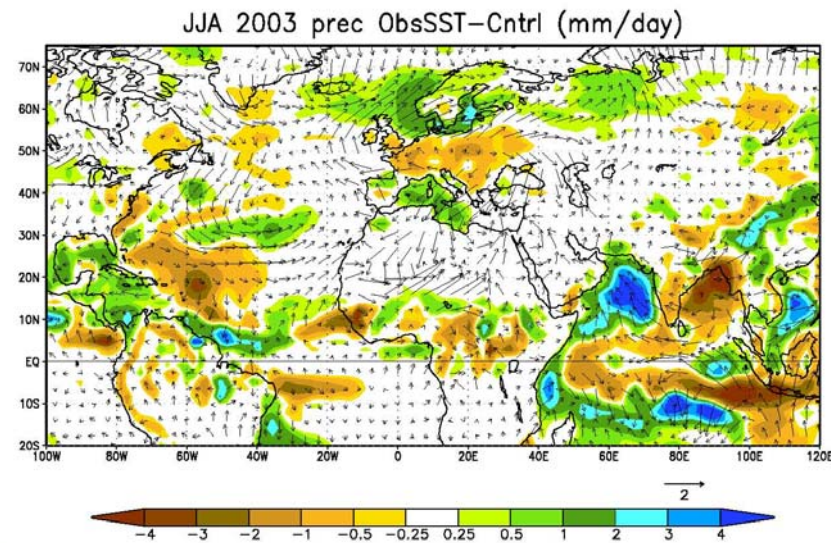 JJA 2003 prec ObsSST-Cntrl (mm/day)
70N
60N
50N
40N
30N
20N
10N
EQ
10S
20S
100W 80W 60W 40W 20W 0 20E 40E 60E 80E 100E 120E
2
-4 -3 -2 -1 -0.5 -0.25 0.25 0.5 1 2 3 4